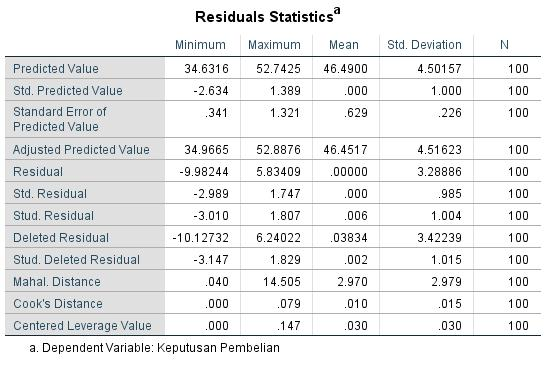 Residuals Statistics a
Minimum Maximum Mean Std. Deviation N
Predicted Value 34.6316 52.7425 46.4900 4.50157 100
Std. Predicted Value -2.634 1.389 .000 1.000 100
Standard Error of
Predicted Value .341 1.321 .629 .226 100
Adjusted Predicted Value 34.9665 52.8876 46.4517 4.51623 100
Residual -9.98244 5.83409 .00000 3.28886 100
Std. Residual -2.989 1.747 .000 .985 100
Stud. Residual -3.010 1.807 .006 1.004 100
Deleted Residual -10.12732 6.24022 .03834 3.42239 100
Stud. Deleted Residual -3.147 1.829 .002 1.015 100
Mahal. Distance .040 14.505 2.970 2.979 100
Cook's Distance .000 .079 .010 .015 100
Centered Leverage Value .000 .147 .030 .030 100
a. Dependent Variable: Keputusan Pembelian